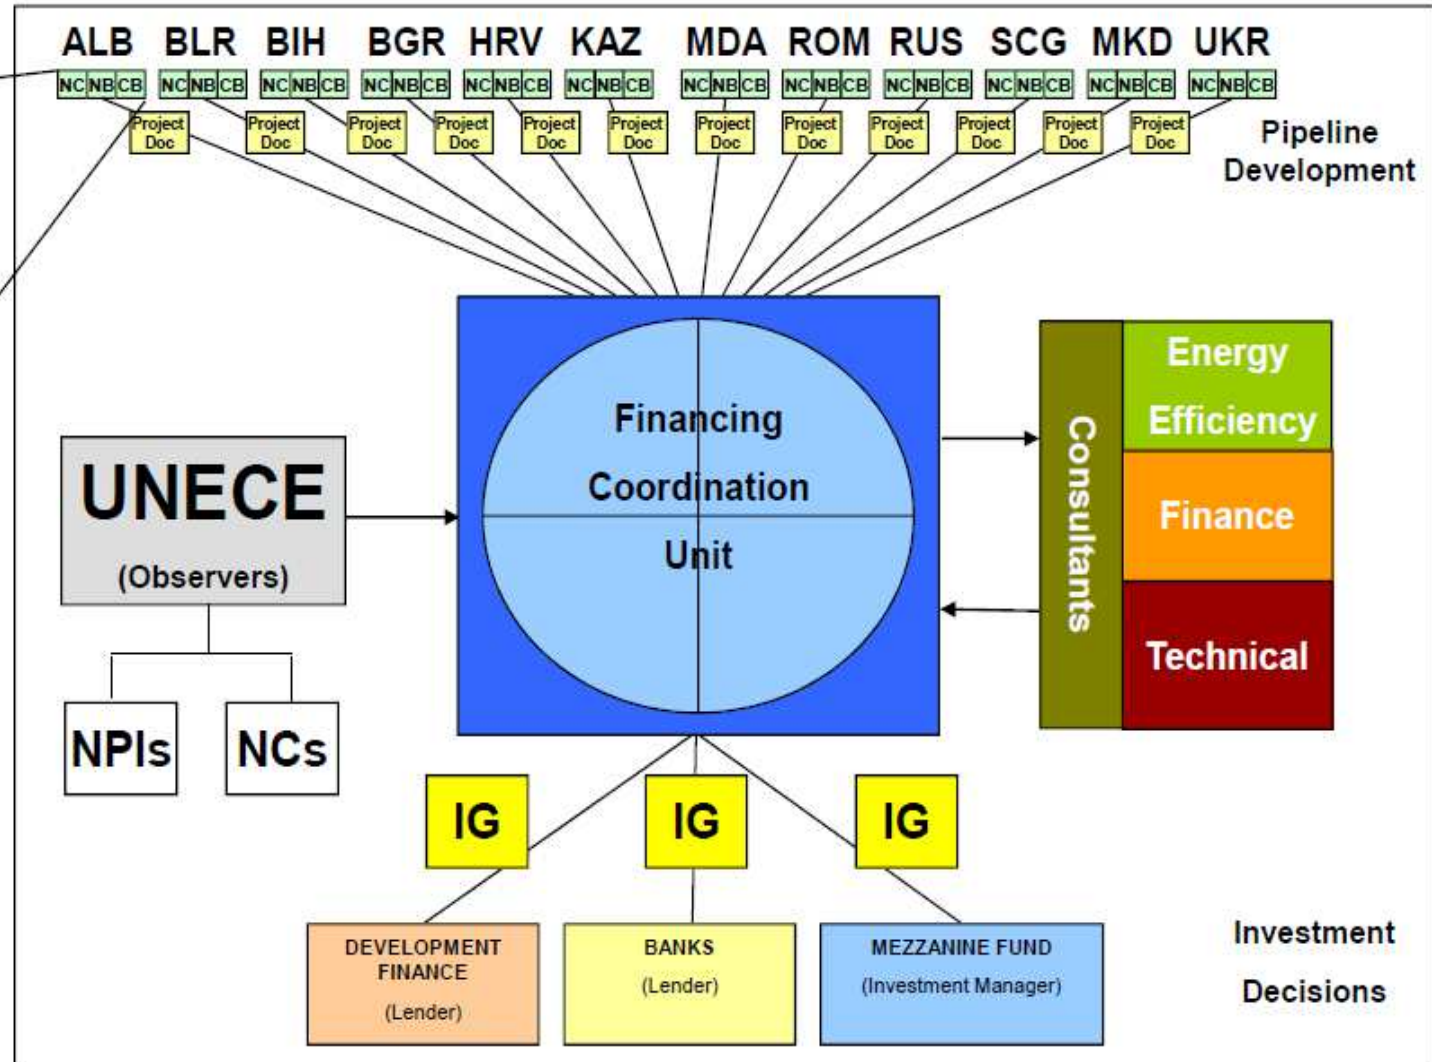 ALB BLR BIH BGR HRV KAZ MDA ROM RUS SCG MKD UKR
NC NB CB NC NB CB NC NB CB NC NB CB NC NB CB NC NB CB NC NB CB NC NB CB NC NB CB NC NB CB NC NB CB NC NB CB
Project Project Project Project Project Project Project Project Project Project Project Project
Doc Doc Doc Doc Doc Doc Doc Doc Doc Doc Doc Doc
Pipeline
Development
UNECE
(Observers)
NPIs
NCs
Financing
Coordination
Unit
Consultants
Energy
Efficiency
Finance
Technical
IG
IG
IG
DEVELOPMENT
FINANCE
(Lender)
BANKS
(Lender)
MEZZANINE FUND
(Investment Manager)
Investment
Decisions